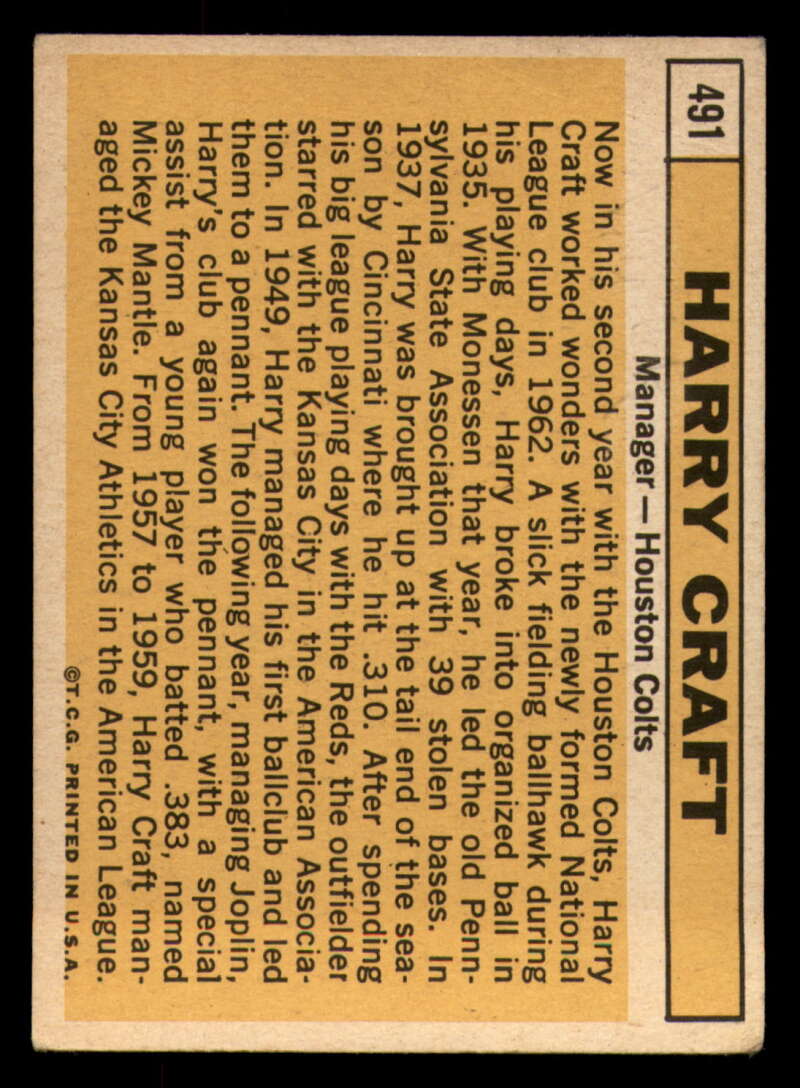 491
HARRY CRAFT
Manager — Houston Colts
Now in his second year with the Houston Colts, Harry
Craft worked wonders with the newly formed National
League club in 1962. A slick fielding ballhawk during
his playing days, Harry broke into organized ball in
1935. With Monessen that year, he led the old Penn-
sylvania State Association with 39 stolen bases. In
1937, Harry was brought up at the tail end of the sea-
son by Cincinnati where he hit .310. After spending
his big league playing days with the Reds, the outfielder
starred with the Kansas City in the American Associa-
tion. In 1949, Harry managed his first ballclub and led
them to a pennant. The following year, managing Joplin,
Harry's club again won the pennant, with a special
assist from a young player who batted .383, named
Mickey Mantle. From 1957 to 1959, Harry Craft man-
aged the Kansas City Athletics in the American League.
©T.C.G. PRINTED IN U.S.A.